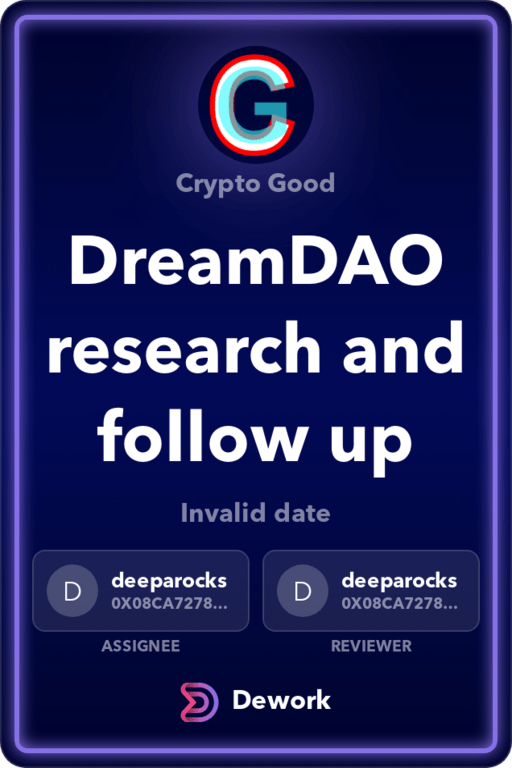 Crypto Good
DreamDAO
research and
follow up
Invalid date
D
deeparocks
0X08CA7278...
ASSIGNEE
D
deeparocks
0X08CA7278...
REVIEWER
Dework